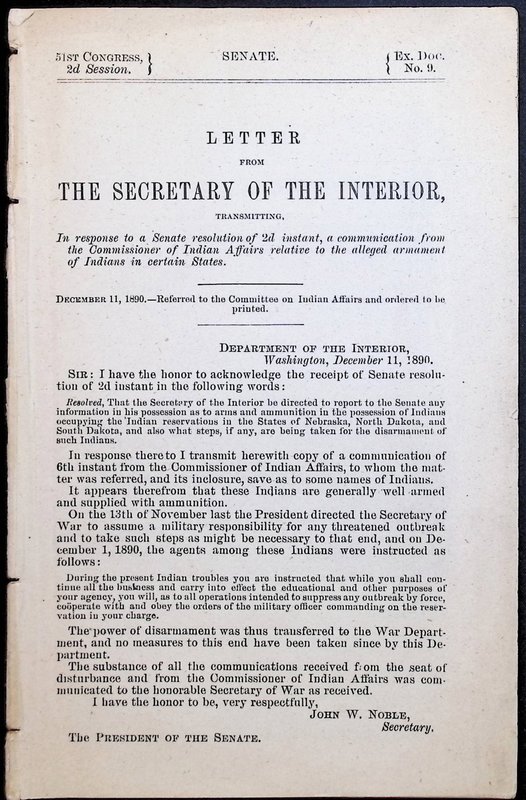 51ST CONGRESS, } SENATE. { Ex. Doc.
2d Session. } { No. 9.
LETTER
FROM
THE SECRETARY OF THE INTERIOR,
TRANSMITTING,
In response to a Senate resolution of 2d instant, a communication from
the Commissioner of Indian Affairs relative to the alleged armament
of Indians in certain States.
DECEMBER 11, 1890.—Referred to the Committee on Indian Affairs and ordered to be
printed.
DEPARTMENT OF THE INTERIOR,
Washington, December 11, 1890.
SIR: I have the honor to acknowledge the receipt of Senate resolu-
tion of 2d instant in the following words:
Resolved, That the Secretary of the Interior be directed to report to the Senate any
information in his possession as to arms and ammunition in the possession of Indians
occupying the Indian reservations in the States of Nebraska, North Dakota, and
South Dakota, and also what steps, if any, are being taken for the disarmament of
such Indians.
In response thereto I transmit herewith copy of a communication of
6th instant from the Commissioner of Indian Affairs, to whom the mat-
ter was referred, and its inclosure, save as to some names of Indians.
It appears therefrom that these Indians are generally well armed
and supplied with ammunition.
On the 13th of November last the President directed the Secretary of
War to assume a military responsibility for any threatened outbreak
and to take such steps as might be necessary to that end, and on De-
cember 1, 1890, the agents among these Indians were instructed as
follows:
During the present Indian troubles you are instructed that while you shall con-
tinue all the business and carry into effect the educational and other purposes of
your agency, you will, as to all operations intended to suppress any outbreak by force,
coöperate with and obey the orders of the military officer commanding on the reser-
vation in your charge.
The power of disarmament was thus transferred to the War Depart-
ment, and no measures to this end have been taken since by this De-
partment.
The substance of all the communications received from the seat of
disturbance and from the Commissioner of Indian Affairs was com-
municated to the honorable Secretary of War as received.
I have the honor to be, very respectfully,
JOHN W. NOBLE,
Secretary.
The PRESIDENT OF THE SENATE.